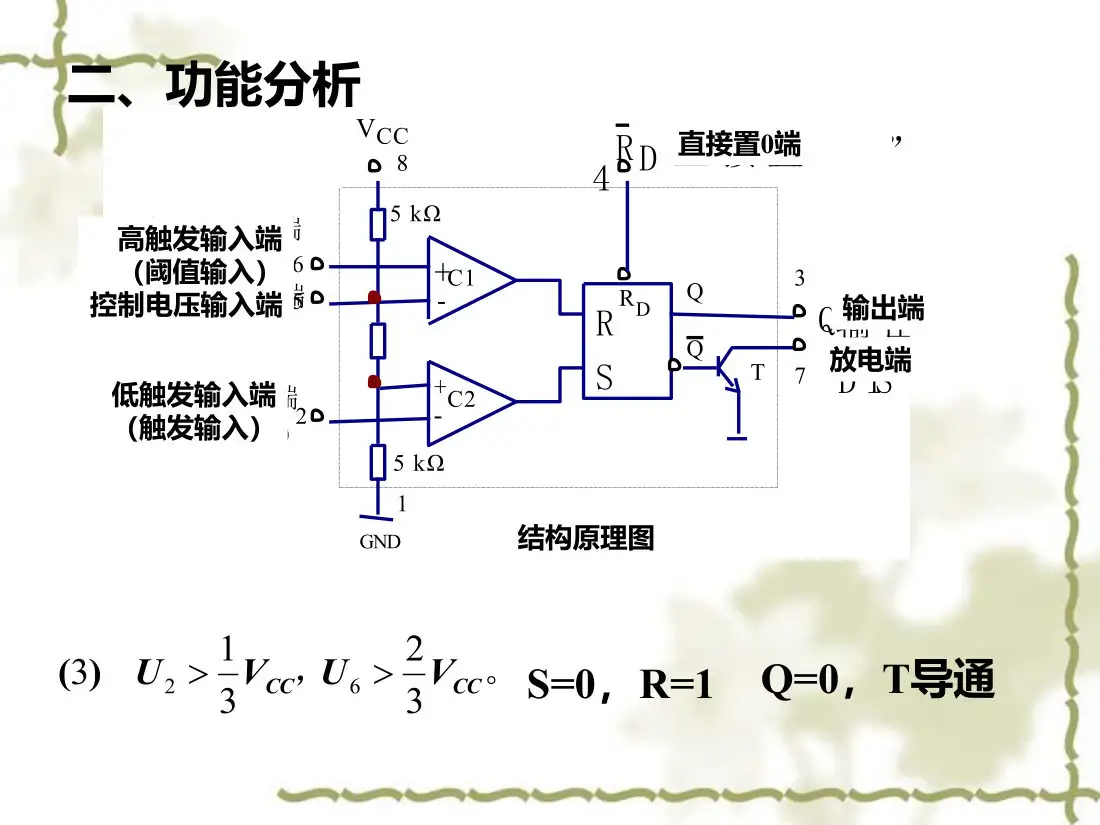 二、功能分析
VCC
8
R̅D
直接置0端
4
5 kΩ
高触发输入端
（阈值输入）
6
控制电压输入端
5
+
C1
-
RD
R
S
Q
Q̅
3
输出端
Q
放电端
7
T
低触发输入端
（触发输入）
2
+
C2
-
5 kΩ
1
GND
结构原理图
(3) U2 > 1/3 VCC，U6 > 2/3 VCC。 S=0，R=1 Q=0，T导通